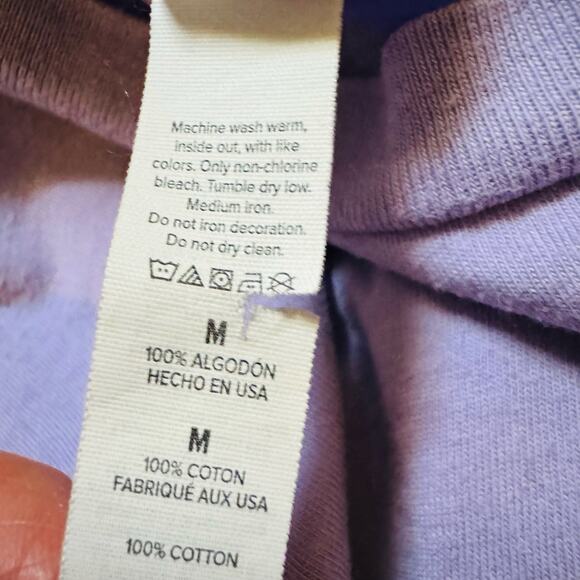 Machine wash warm,
inside out, with like
colors. Only non-chlorine
bleach. Tumble dry low.
Medium iron.
Do not iron decoration.
Do not dry clean.
M
100% ALGODÓN
HECHO EN USA
M
100% COTON
FABRIQUÉ AUX USA
100% COTTON